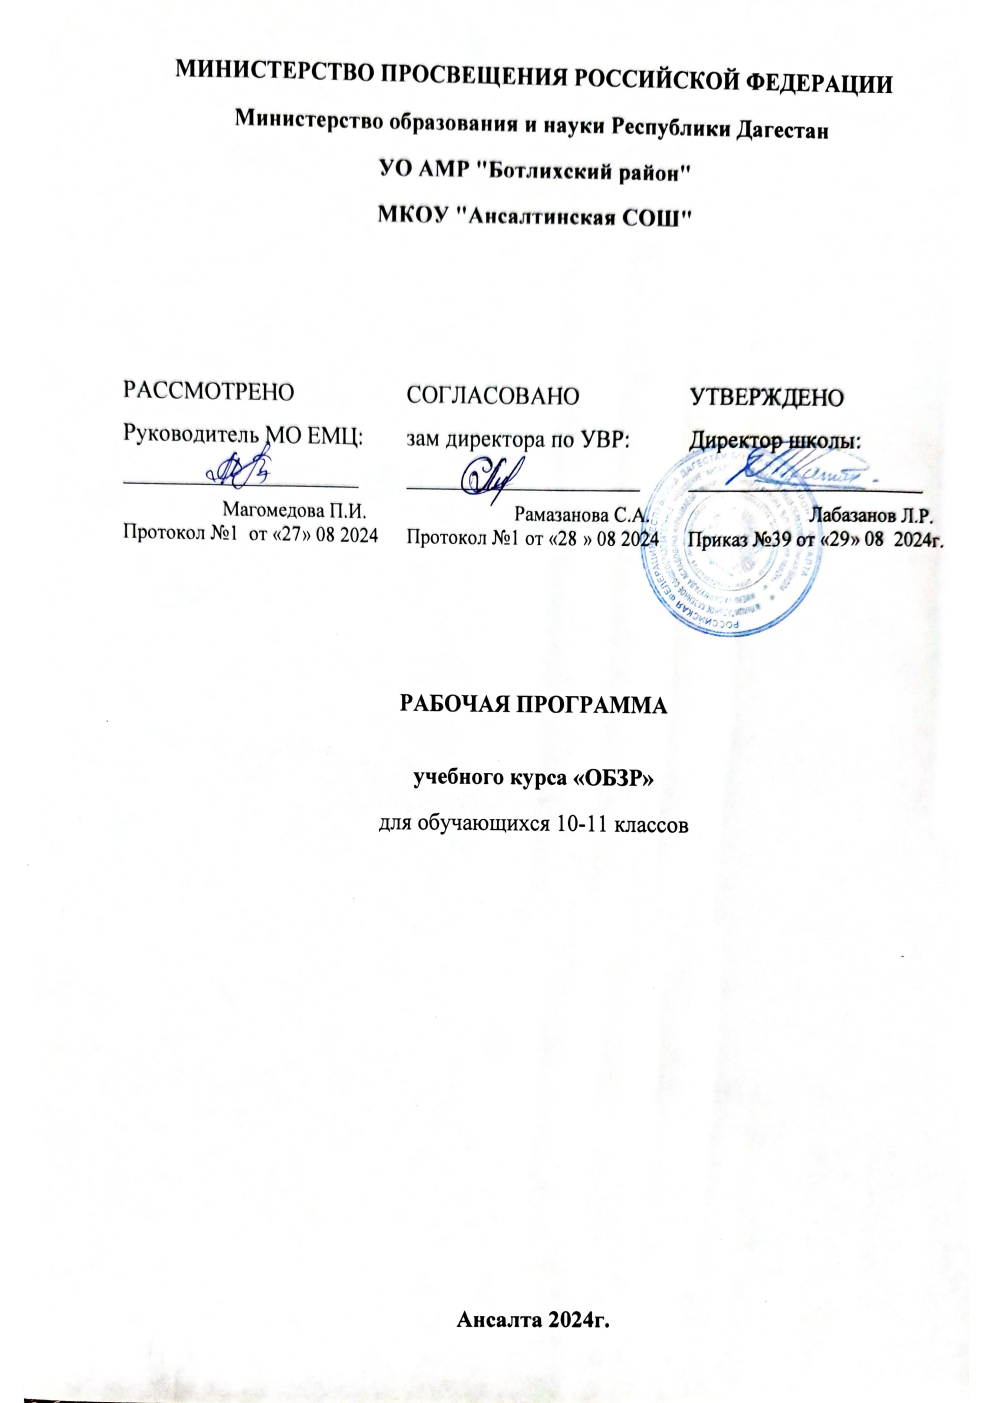 МИНИСТЕРСТВО ПРОСВЕЩЕНИЯ РОССИЙСКОЙ ФЕДЕРАЦИИ
Министерство образования и науки Республики Дагестан
УО АМР "Ботлихский район"
МКОУ "Ансалтинская СОШ"
РАССМОТРЕНО
Руководитель МО ЕМЦ:
Магомедова П.И.
Протокол №1 от «27» 08 2024
СОГЛАСОВАНО
зам директора по УВР:
Рамазанова С.А.
Протокол №1 от «28 » 08 2024
УТВЕРЖДЕНО
Директор школы:
Лабазанов Л.Р.
Приказ №39 от «29» 08 2024г.
РОССИЙСКАЯ ФЕДЕРАЦИЯ
РАБОЧАЯ ПРОГРАММА
учебного курса «ОБЗР»
для обучающихся 10-11 классов
Ансалта 2024г.